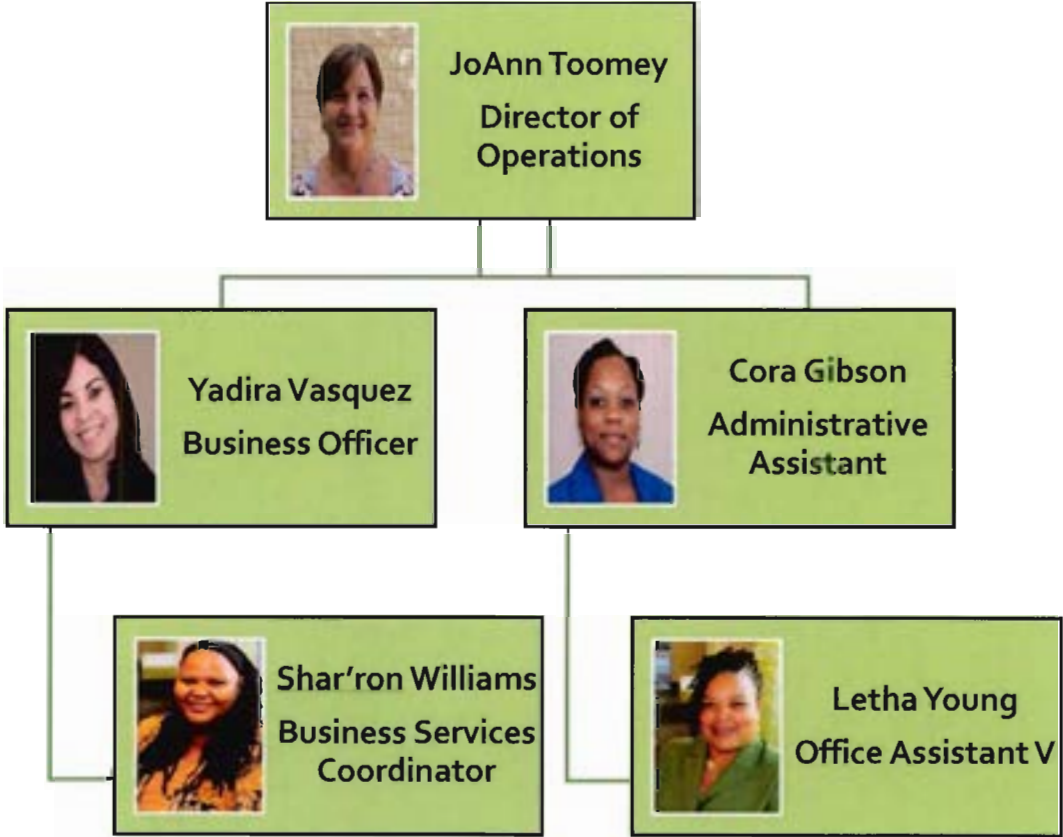 JoAnn Toomey
Director of
Operations
Yadira Vasquez
Business Officer
Cora Gibson
Administrative
Assistant
Shar'ron Williams
Business Services
Coordinator
Letha Young
Office Assistant V